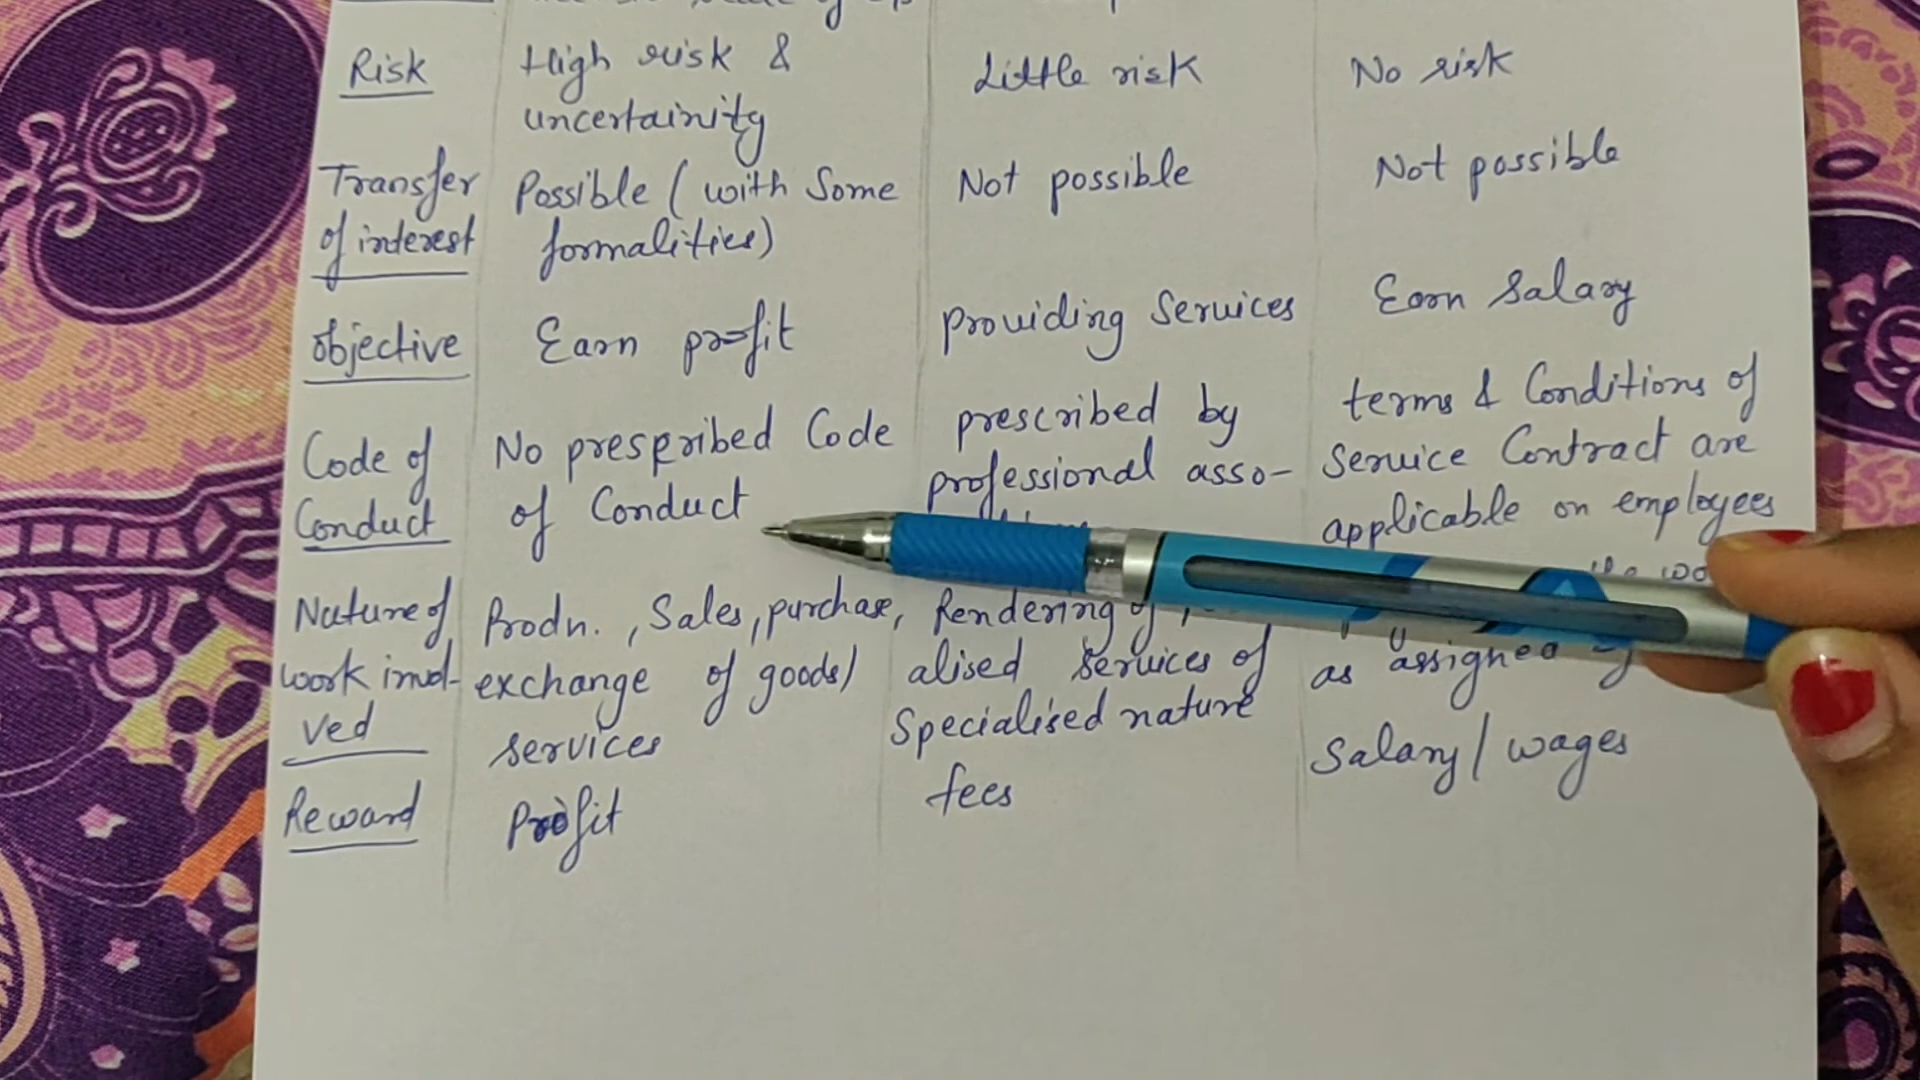 Risk
High risk &
uncertainity
Little risk
No risk
Transfer
of interest
Possible (with Some
formalities)
Not possible
Not possible
Objective
Earn profit
Providing Services
Earn Salary
Code of
Conduct
No prespribed Code
of Conduct
prescribed by
professional asso-
terms & Conditions of
Service Contract are
applicable on employees
Nature of
work invol-
ved
Prodn., Sales, purchase,
exchange of goods/
services
Rendering of
alised services of
Specialised nature
as assigned
Reward
Profit
fees
Salary/wages